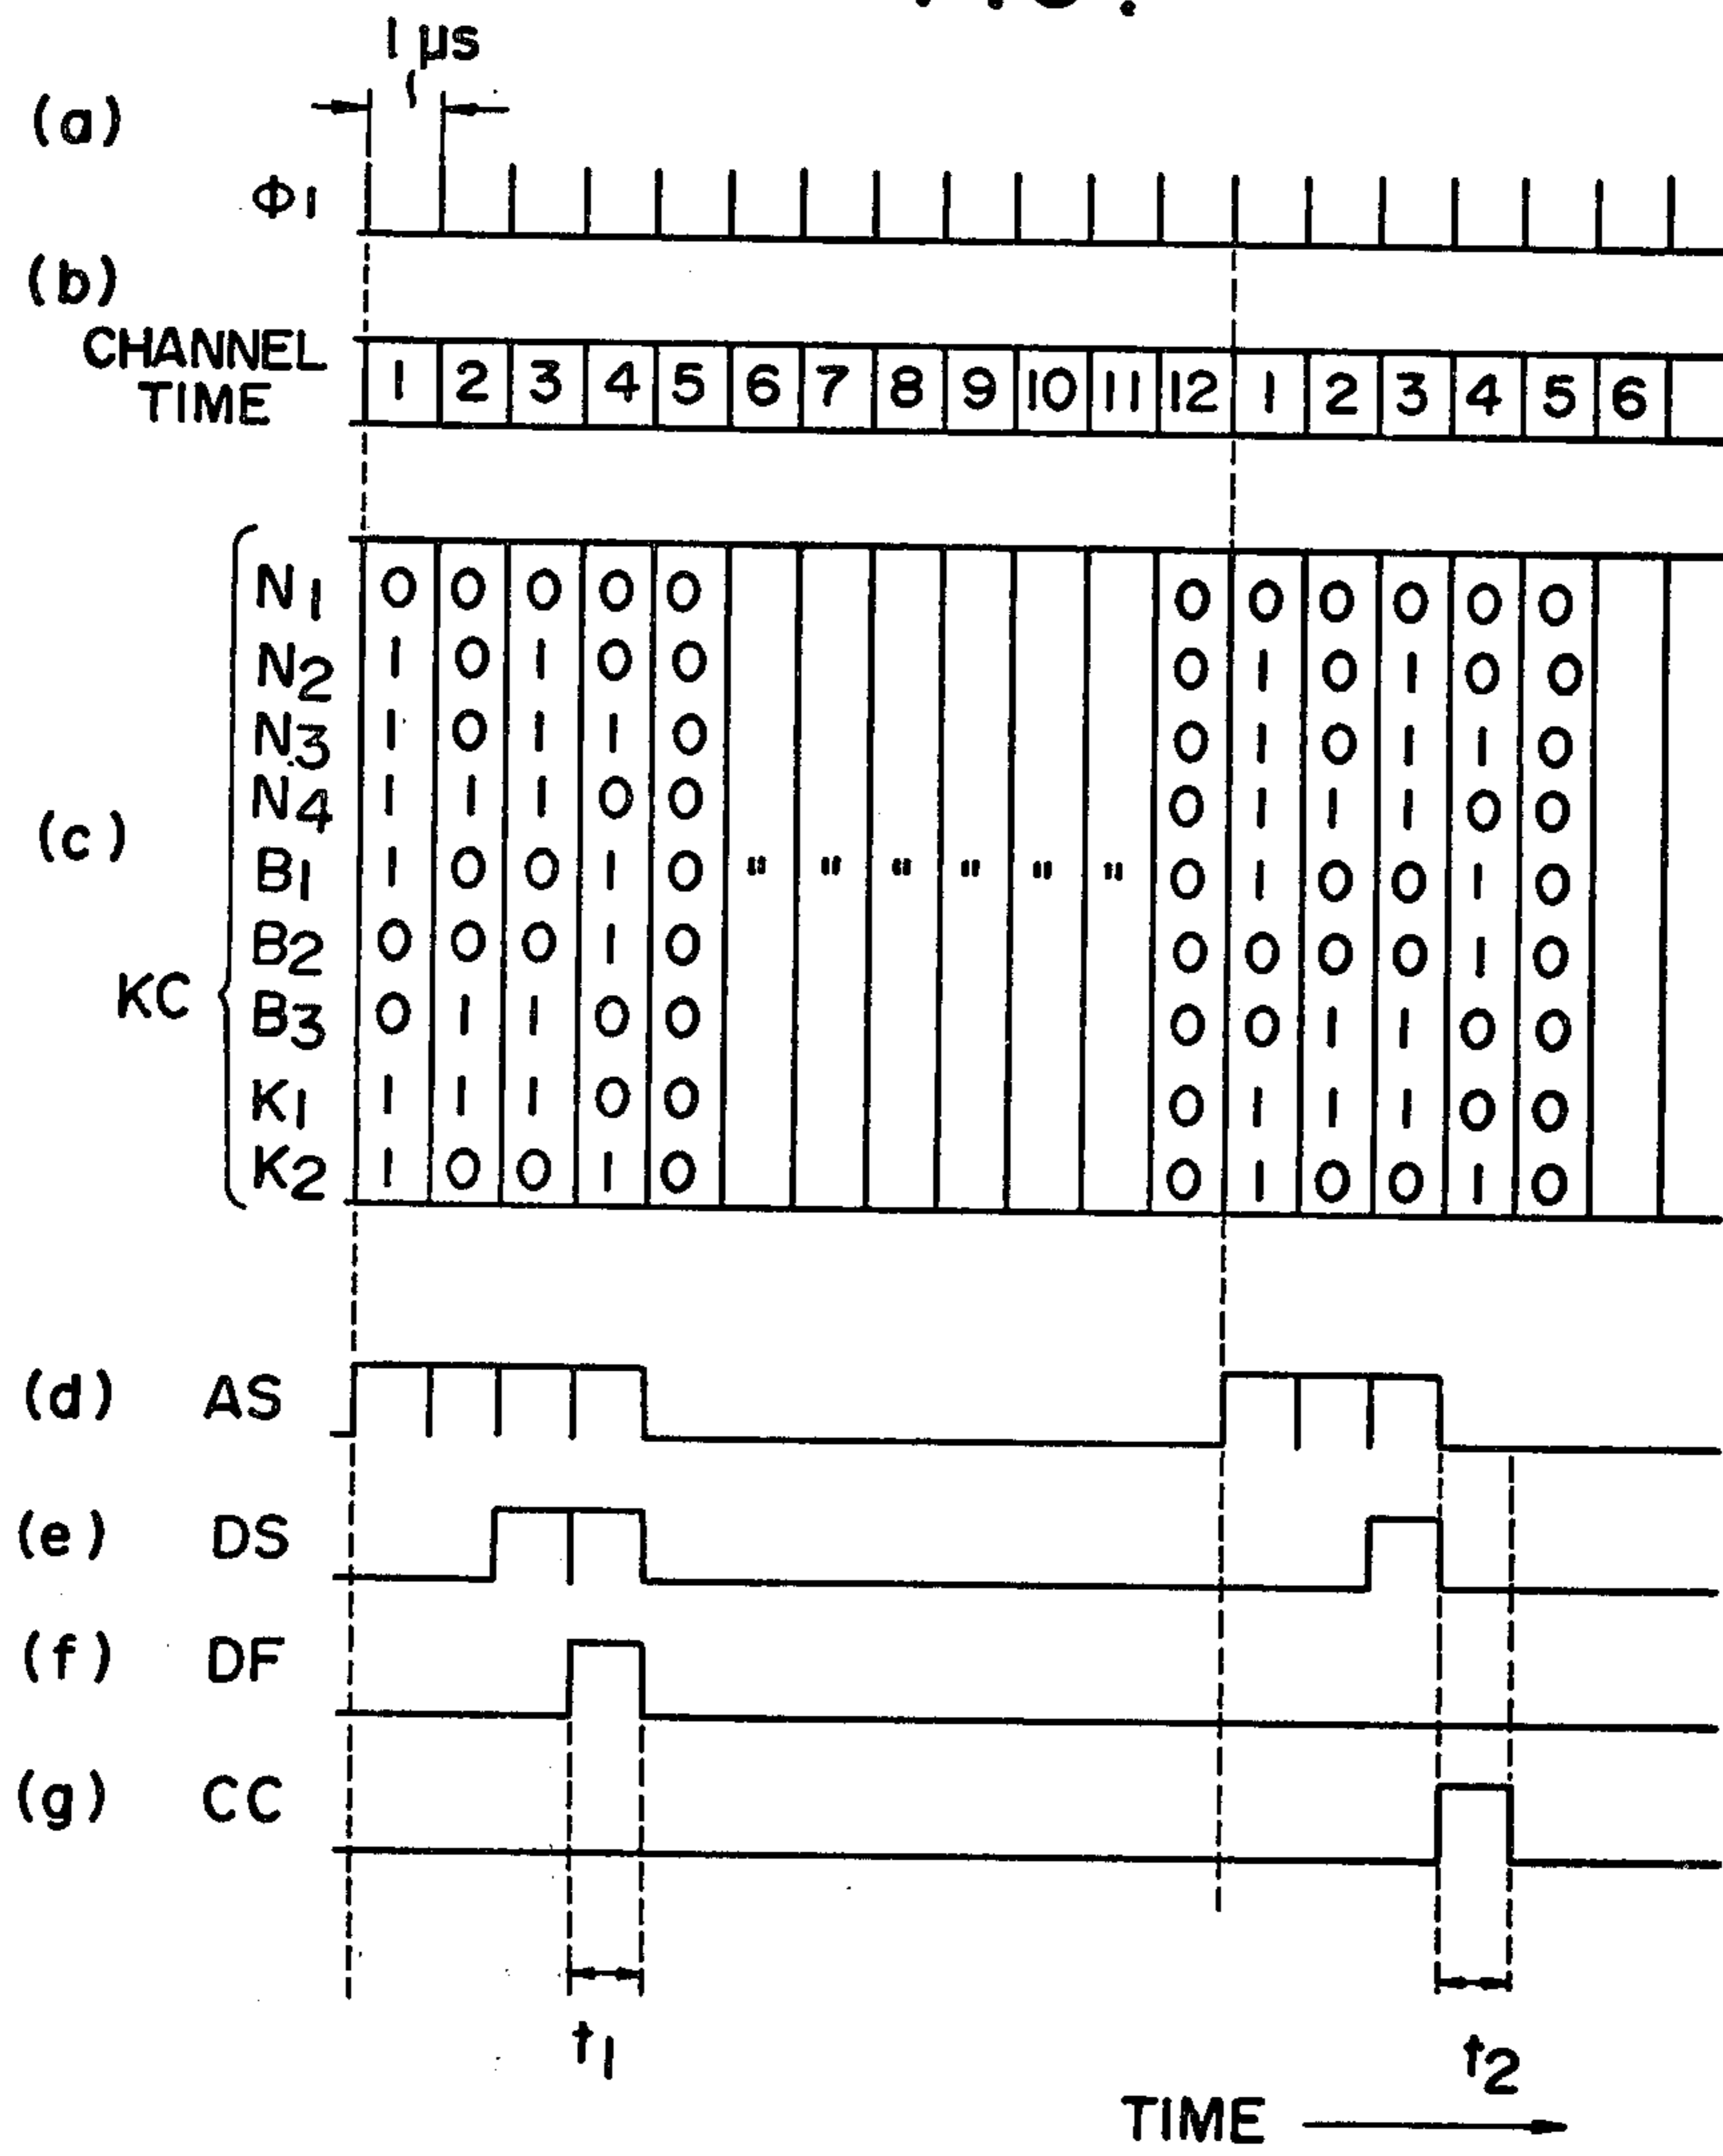 1 µs
(a)
Φ1
(b)
CHANNEL TIME 1 2 3 4 5 6 7 8 9 10 11 12 1 2 3 4 5 6
(c)
KC
N1 0 0 0 0 0 0 0 0 0 0 0
N2 1 0 1 0 0 0 1 0 1 0 0
N3 1 0 1 1 0 0 1 0 1 1 0
N4 1 1 1 0 0 0 1 1 1 0 0
B1 1 0 0 1 0 " " " " " " 0 1 0 0 1 0
B2 0 0 0 1 0 0 0 0 0 1 0
B3 0 1 1 0 0 0 0 1 1 0 0
K1 1 1 1 0 0 0 1 1 1 0 0
K2 1 0 0 1 0 0 1 0 0 1 0
(d) AS
(e) DS
(f) DF
(g) CC
t1 t2
TIME